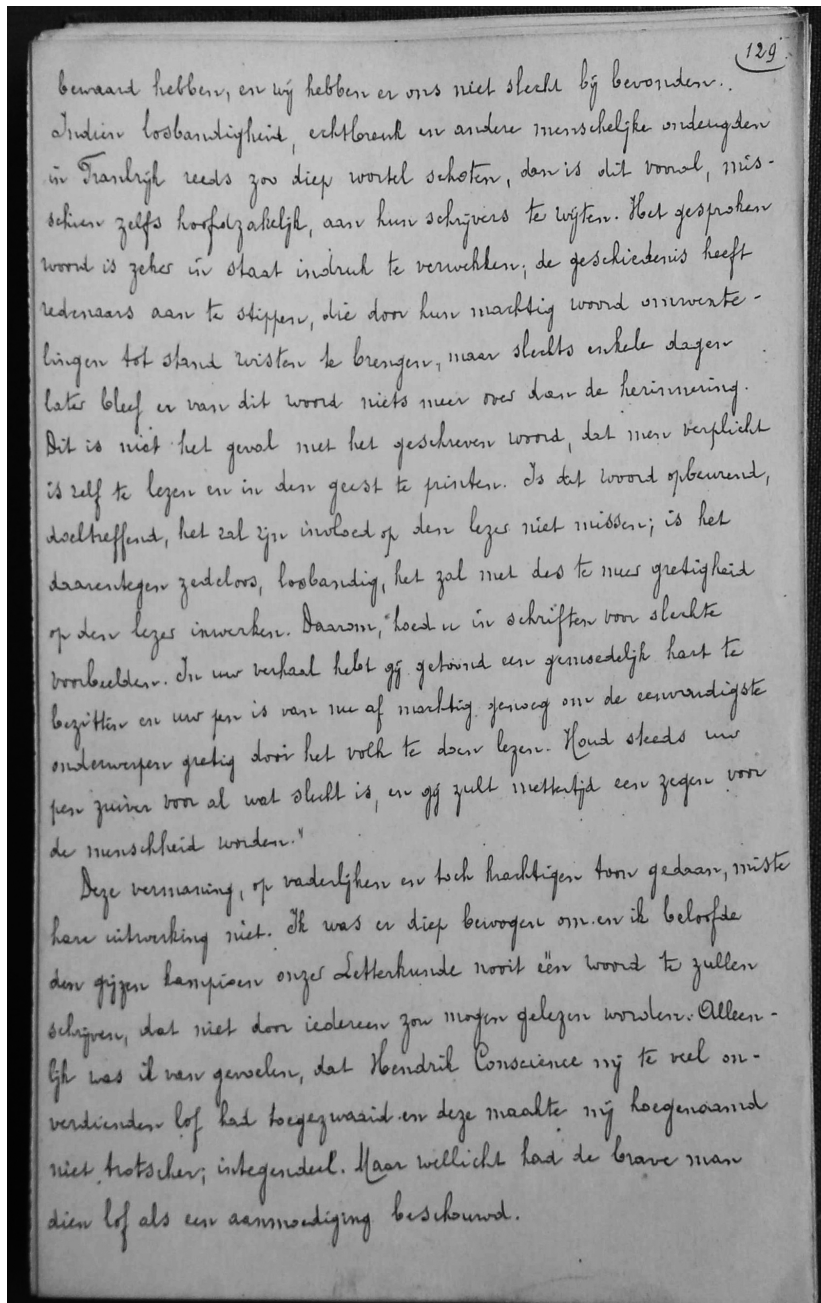 129
bewaard hebben, en wij hebben er ons niet slecht bij bevonden.
Indien losbandigheid, echtbreuk en andere menschelijke ondeugden
in Frankrijk reeds zoo diep wortel schoten, dan is dit vooral, mis-
schien zelfs hoofdzakelijk, aan hun schrijvers te wijten. Het gesproken
woord is zeker in staat indruk te verwekken; de geschiedenis heeft
redenaars aan te stippen, die door hun machtig woord omwente-
lingen tot stand wisten te brengen, maar slechts enkele dagen
later bleef er van dit woord niets meer over dan de herinnering.
Dit is niet het geval met het geschreven woord, dat men verplicht
is zelf te lezen en in den geest te printen. Is dat woord opbeurend,
doeltreffend, het zal zijn invloed op den lezer niet missen; is het
daarentegen zedeloos, losbandig, het zal met des te meer gretigheid
op den lezer inwerken. Daarom, "hoed u in schriften voor slechte
voorbeelden. In uw verhaal hebt gij getoond een gemoedelijk hart te
bezitten en uw pen is van nu af machtig genoeg om de eenvoudigste
onderwerpen gretig door het volk te doen lezen. Houd steeds uw
pen zuiver voor al wat slecht is, en gij zult mettertijd een zegen voor
de menschheid worden."
Deze vermaning, op vaderlijken en toch krachtigen toon gedaan, miste
hare uitwerking niet. Ik was er diep bewogen om en ik beloofde
den grijzen kampioen onzer Letterkunde nooit één woord te zullen
schrijven, dat niet door iedereen zou mogen gelezen worden. Alleen-
lijk was ik van gevoelen, dat Hendrik Conscience mij te veel on-
verdienden lof had toegezwaaid en deze maakte mij hoegenaamd
niet trotscher; integendeel. Maar wellicht had de brave man
dien lof als een aanmoediging beschouwd.